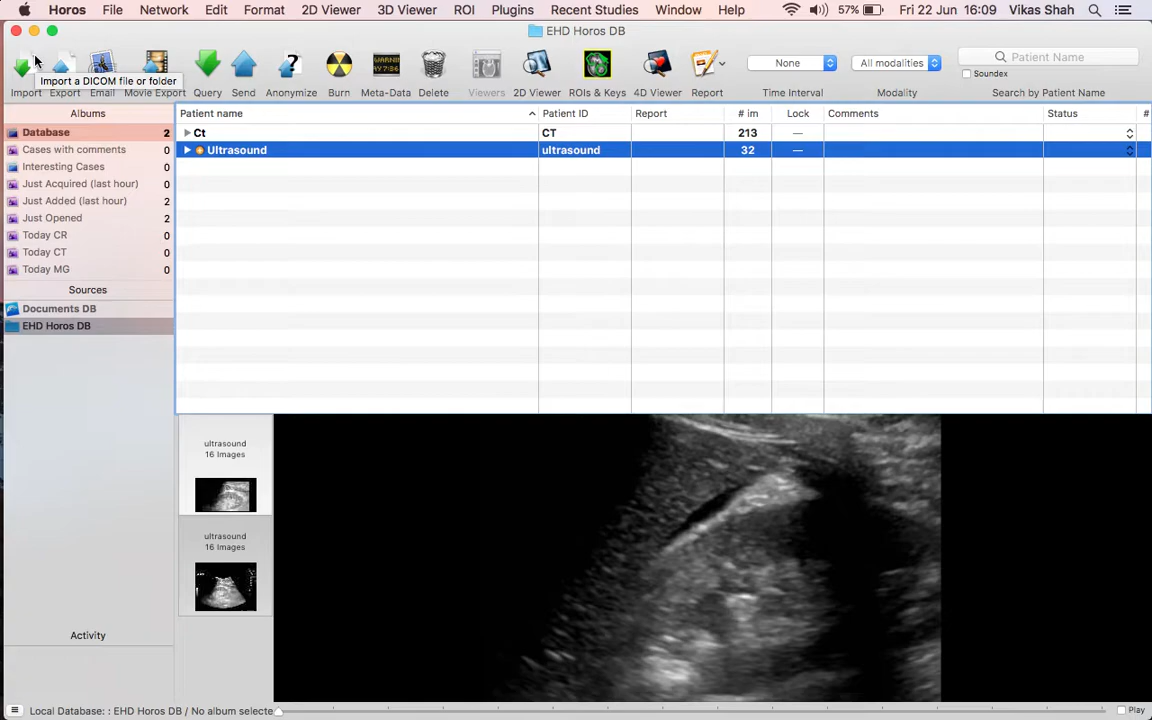 Horos File Network Edit Format 2D Viewer 3D Viewer ROI Plugins Recent Studies Window Help 57% Fri 22 Jun 16:09 Vikas Shah
EHD Horos DB
Import a DICOM file or folder
Import Export Email Movie Export Query Send Anonymize Burn Meta-Data Delete Viewers 2D Viewer ROIs & Keys 4D Viewer Report
None
Time Interval
All modalities
Modality
Patient Name
Soundex
Search by Patient Name
Albums
Database 2
Cases with comments 0
Interesting Cases 0
Just Acquired (last hour) 0
Just Added (last hour) 2
Just Opened 2
Today CR 0
Today CT 0
Today MG 0
Sources
Documents DB
EHD Horos DB
Activity
Patient name Patient ID Report # im Lock Comments Status #
Ct CT 213 —
Ultrasound ultrasound 32 —
ultrasound
16 Images
ultrasound
16 Images
Local Database: : EHD Horos DB / No album selecte
Play